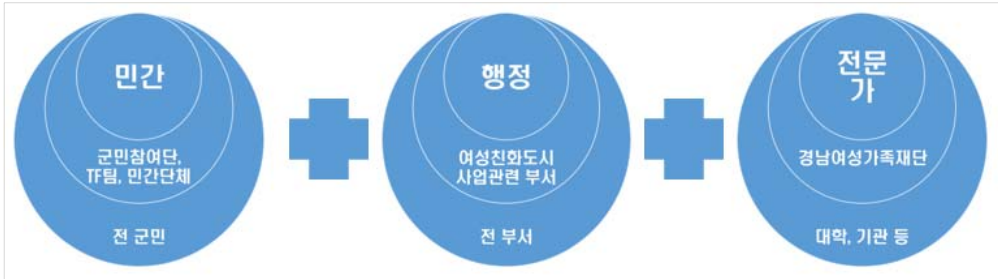 민간
군민참여단,
TF팀, 민간단체
전 군민
행정
여성친화도시
사업관련 부서
전 부서
전문
가
경남여성가족재단
대학, 기관 등